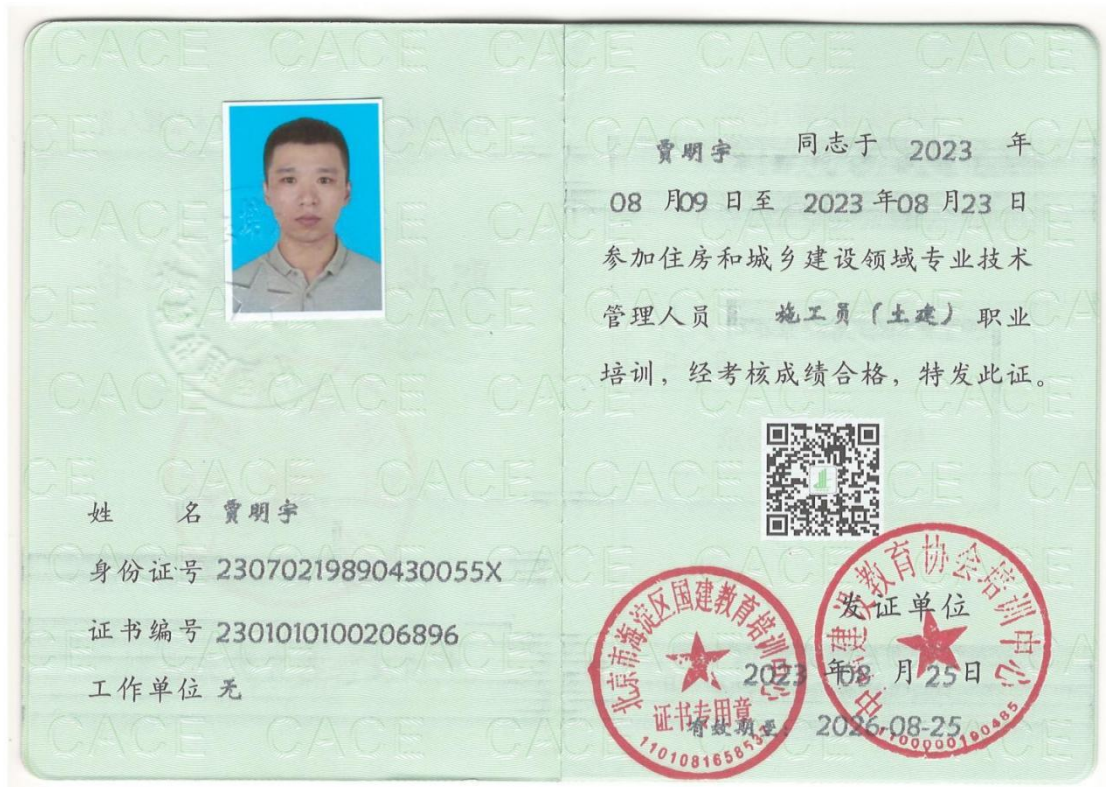 贾明宇 同志于 2023 年
08 月09 日至 2023 年08 月23 日
参加住房和城乡建设领域专业技术
管理人员 施工员（土建） 职业
培训，经考核成绩合格，特发此证。
姓 名 贾明宇
身份证号 23070219890430055X
证书编号 2301010100206896
工作单位 无
发证单位
2023 年08 月 25日
有效期至： 2026-08-25
北京市海淀区国建教育培训中心
证书专用章
中国建设教育协会培训中心
1100000190485
CACE